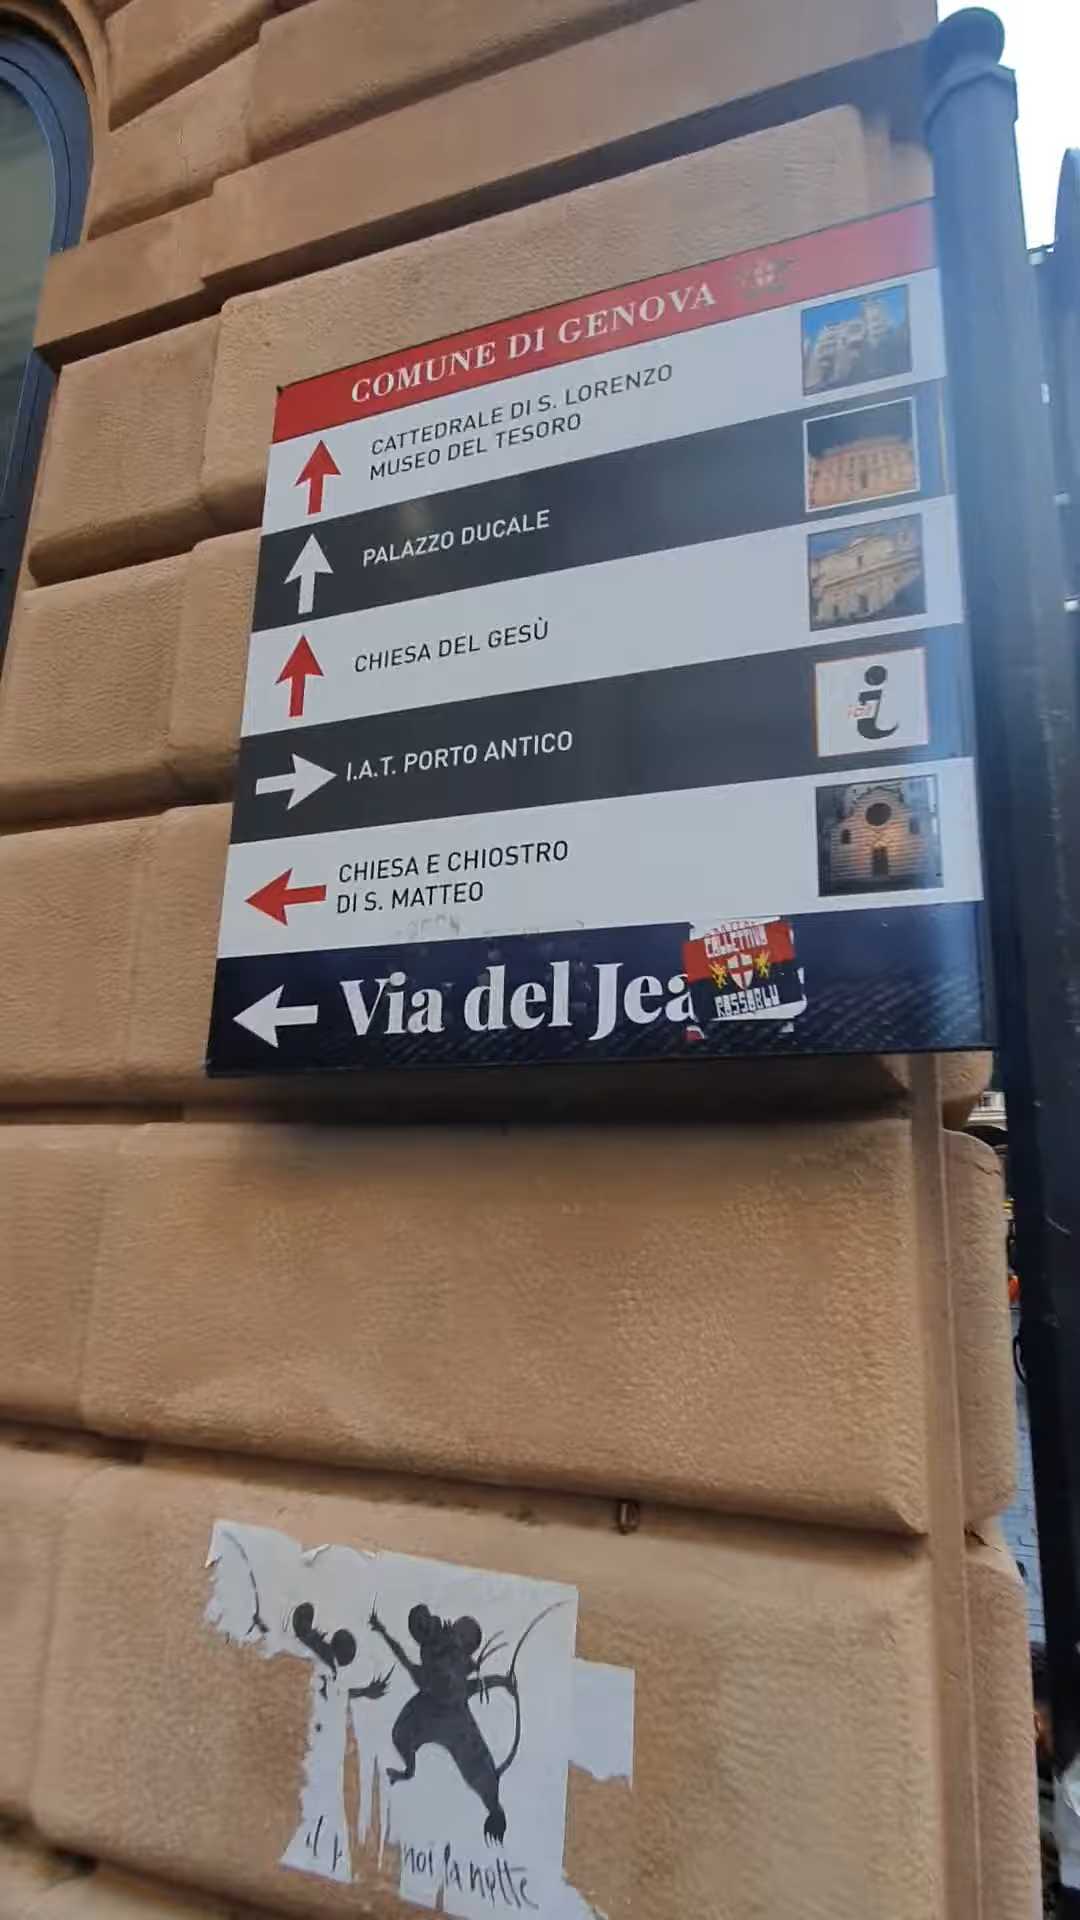 COMUNE DI GENOVA
CATTEDRALE DI S. LORENZO
MUSEO DEL TESORO
PALAZZO DUCALE
CHIESA DEL GESÙ
I.A.T. PORTO ANTICO
i
CHIESA E CHIOSTRO
DI S. MATTEO
Via del Jea
COLLETTIVO
ROSSOBLU
noi la notte